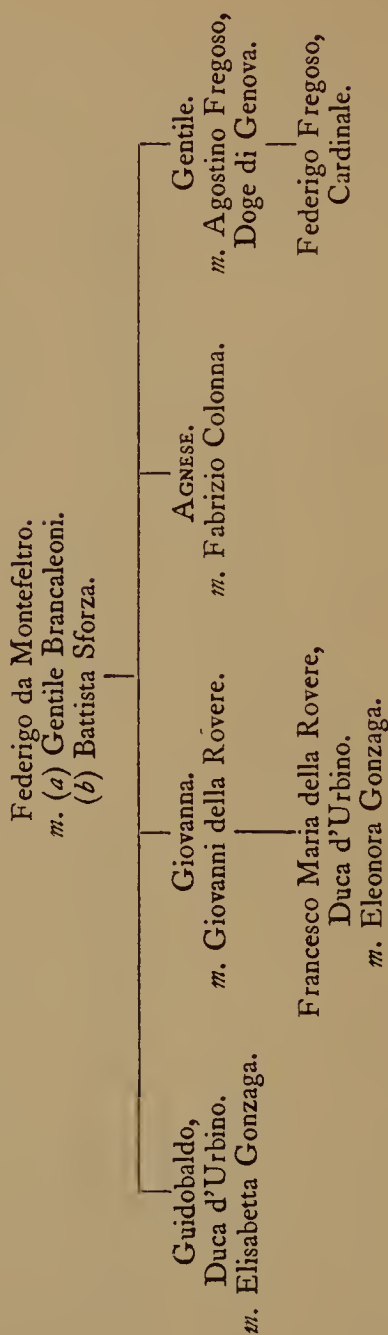 Federigo da Montefeltro.
m. (a) Gentile Brancaleoni.
(b) Battista Sforza.
Guidobaldo,
Duca d'Urbino.
m. Elisabetta Gonzaga.
Giovanna.
m. Giovanni della Rovere.
Francesco Maria della Rovere,
Duca d'Urbino.
m. Eleonora Gonzaga.
AGNESE.
m. Fabrizio Colonna.
Gentile.
m. Agostino Fregoso,
Doge di Genova.
Federigo Fregoso,
Cardinale.